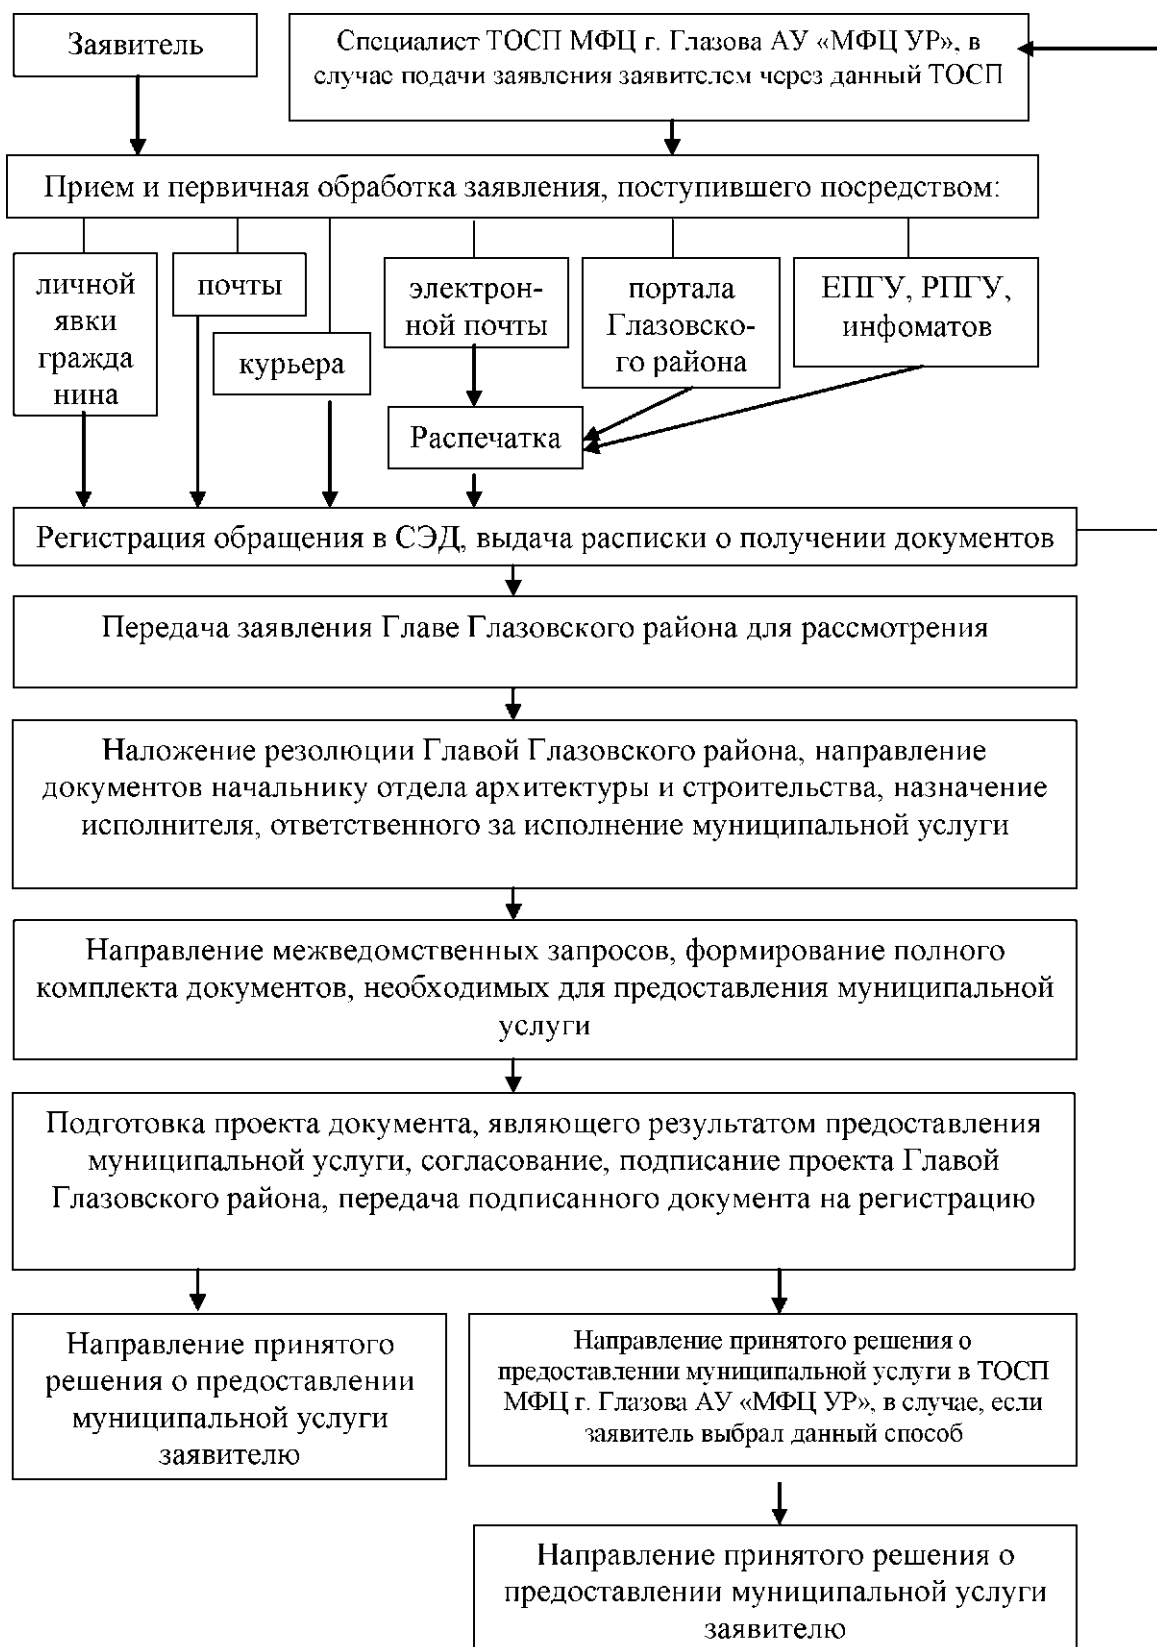 Заявитель
Специалист ТОСП МФЦ г. Глазова АУ «МФЦ УР», в
случае подачи заявления заявителем через данный ТОСП
Прием и первичная обработка заявления, поступившего посредством:
личной
явки
гражда
нина
почты
курьера
электрон-
ной почты
портала
Глазовско-
го района
ЕПГУ, РПГУ,
инфоматов
Распечатка
Регистрация обращения в СЭД, выдача расписки о получении документов
Передача заявления Главе Глазовского района для рассмотрения
Наложение резолюции Главой Глазовского района, направление
документов начальнику отдела архитектуры и строительства, назначение
исполнителя, ответственного за исполнение муниципальной услуги
Направление межведомственных запросов, формирование полного
комплекта документов, необходимых для предоставления муниципальной
услуги
Подготовка проекта документа, являющего результатом предоставления
муниципальной услуги, согласование, подписание проекта Главой
Глазовского района, передача подписанного документа на регистрацию
Направление принятого
решения о предоставлении
муниципальной услуги
заявителю
Направление принятого решения о
предоставлении муниципальной услуги в ТОСП
МФЦ г. Глазова АУ «МФЦ УР», в случае, если
заявитель выбрал данный способ
Направление принятого решения о
предоставлении муниципальной услуги
заявителю